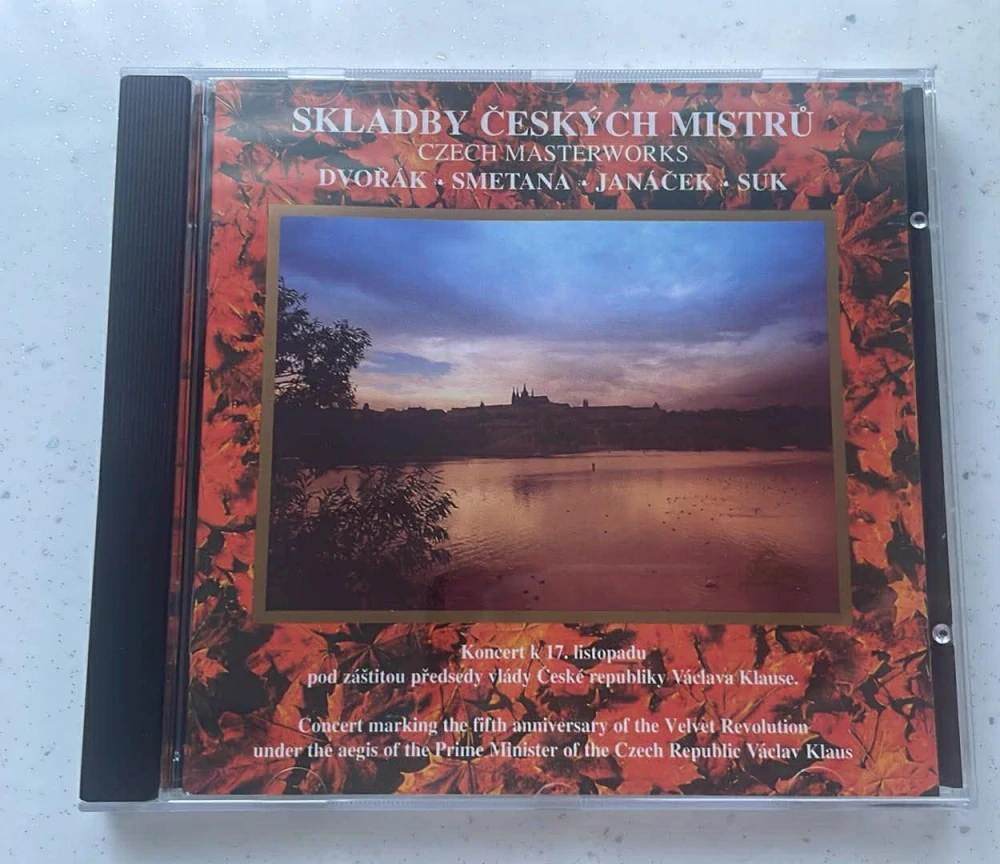 SKLADBY ČESKÝCH MISTRŮ
CZECH MASTERWORKS
DVOŘÁK • SMETANA • JANÁČEK • SUK
Koncert k 17. listopadu
pod záštitou předsedy vlády České republiky Václava Klause.
Concert marking the fifth anniversary of the Velvet Revolution
under the aegis of the Prime Minister of the Czech Republic Václav Klaus